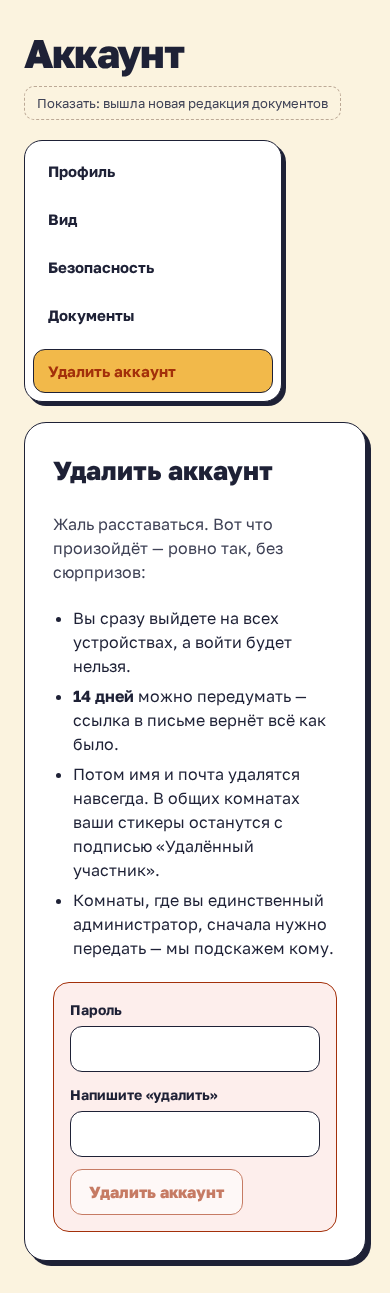 Аккаунт
Показать: вышла новая редакция документов
Профиль
Вид
Безопасность
Документы
Удалить аккаунт
Удалить аккаунт
Жаль расставаться. Вот что
произойдёт — ровно так, без
сюрпризов:
• Вы сразу выйдете на всех
устройствах, а войти будет
нельзя.
• 14 дней можно передумать —
ссылка в письме вернёт всё как
было.
• Потом имя и почта удалятся
навсегда. В общих комнатах
ваши стикеры останутся с
подписью «Удалённый
участник».
• Комнаты, где вы единственный
администратор, сначала нужно
передать — мы подскажем кому.
Пароль
Напишите «удалить»
Удалить аккаунт